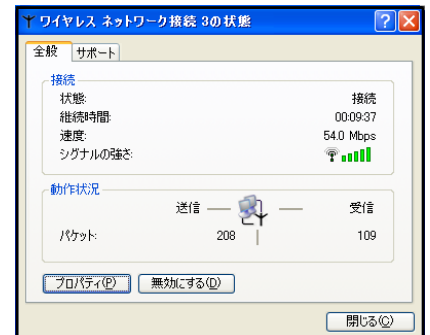 ワイヤレス ネットワーク接続 3の状態
全般 サポート
接続
状態: 接続
継続時間: 00:09:37
速度: 54.0 Mbps
シグナルの強さ:
動作状況
送信 受信
パケット: 208 109
プロパティ(P) 無効にする(D)
閉じる(C)